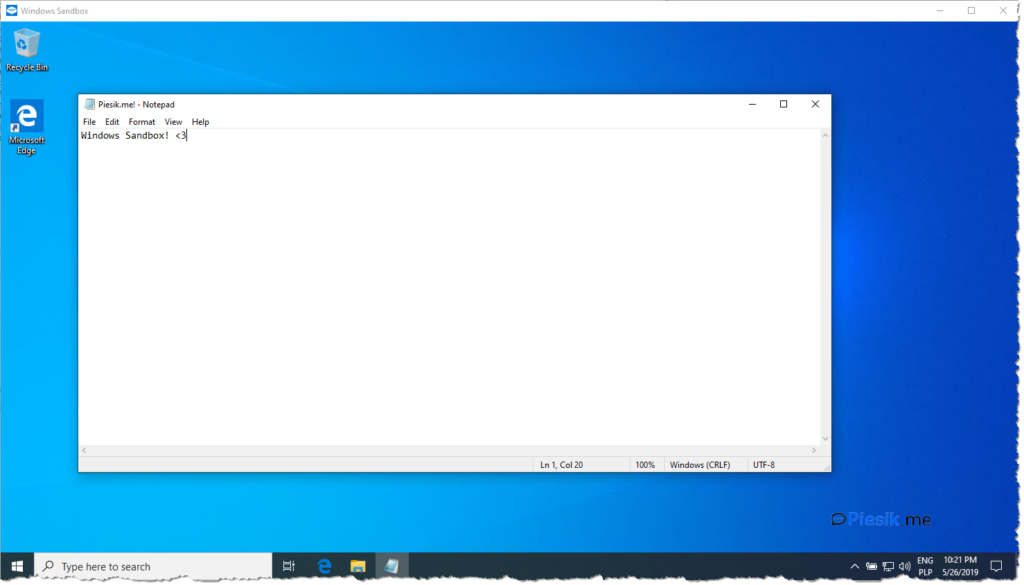 Windows Sandbox
Recycle Bin
Microsoft
Edge
Piesik.me! - Notepad
File Edit Format View Help
Windows Sandbox! <3
Ln 1, Col 20 100% Windows (CRLF) UTF-8
Piesik me
Type here to search
ENG 10:21 PM
PLP 5/26/2019